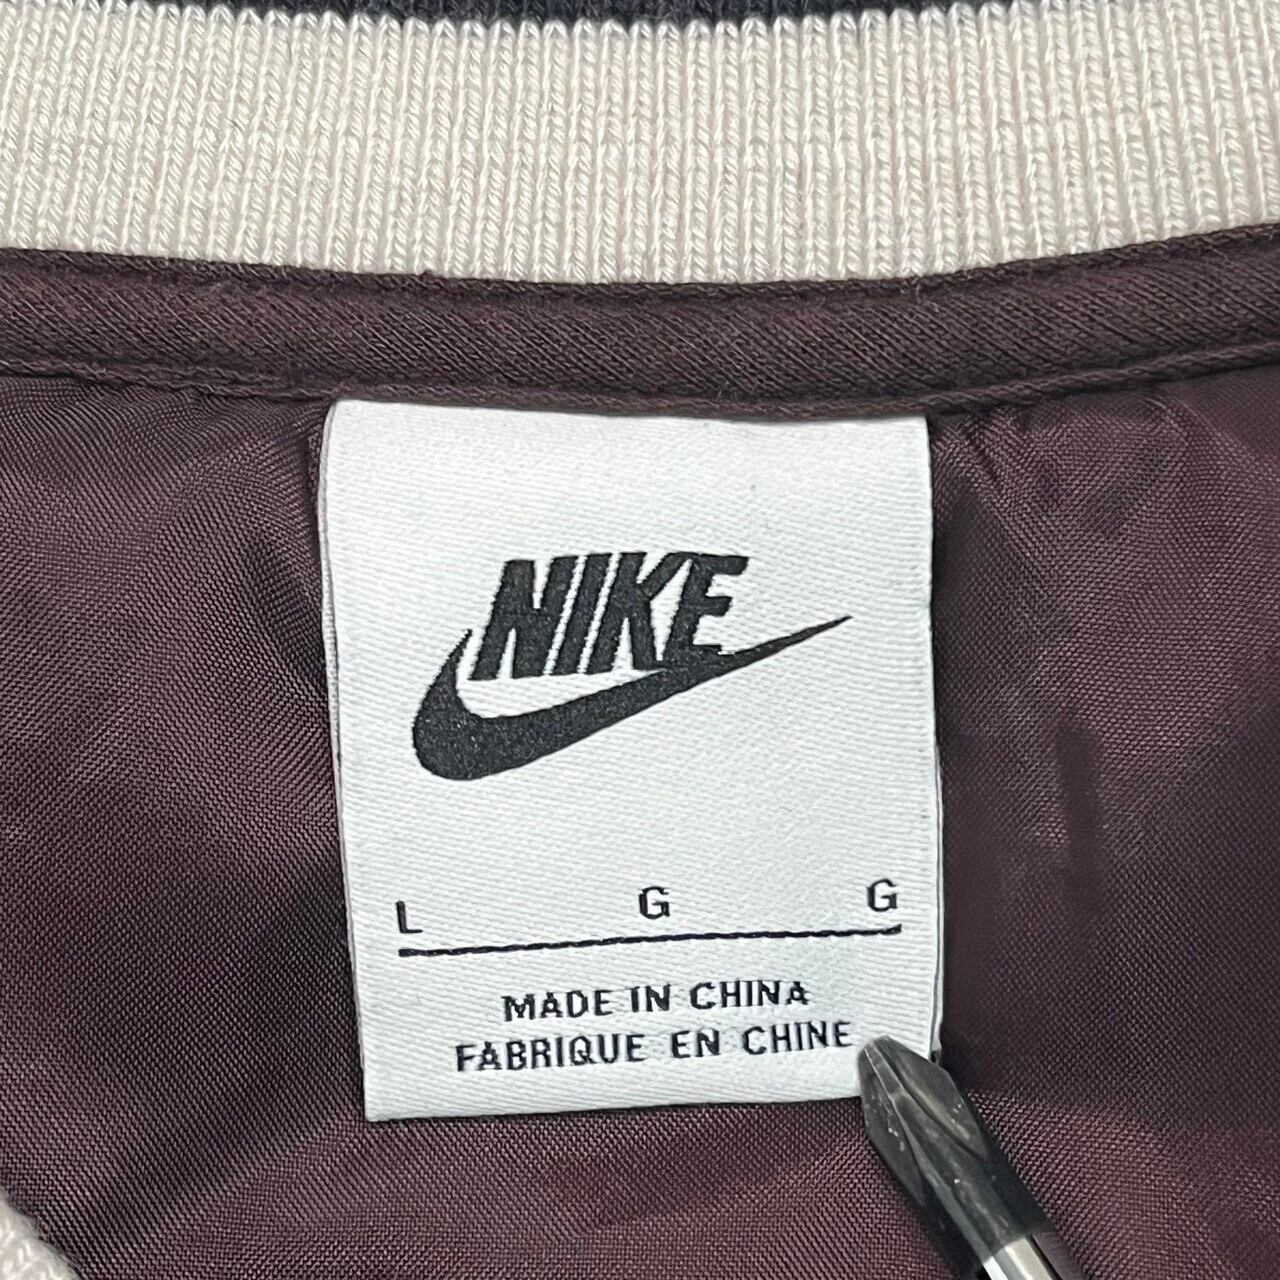 NIKE
L G G
MADE IN CHINA
FABRIQUE EN CHINE